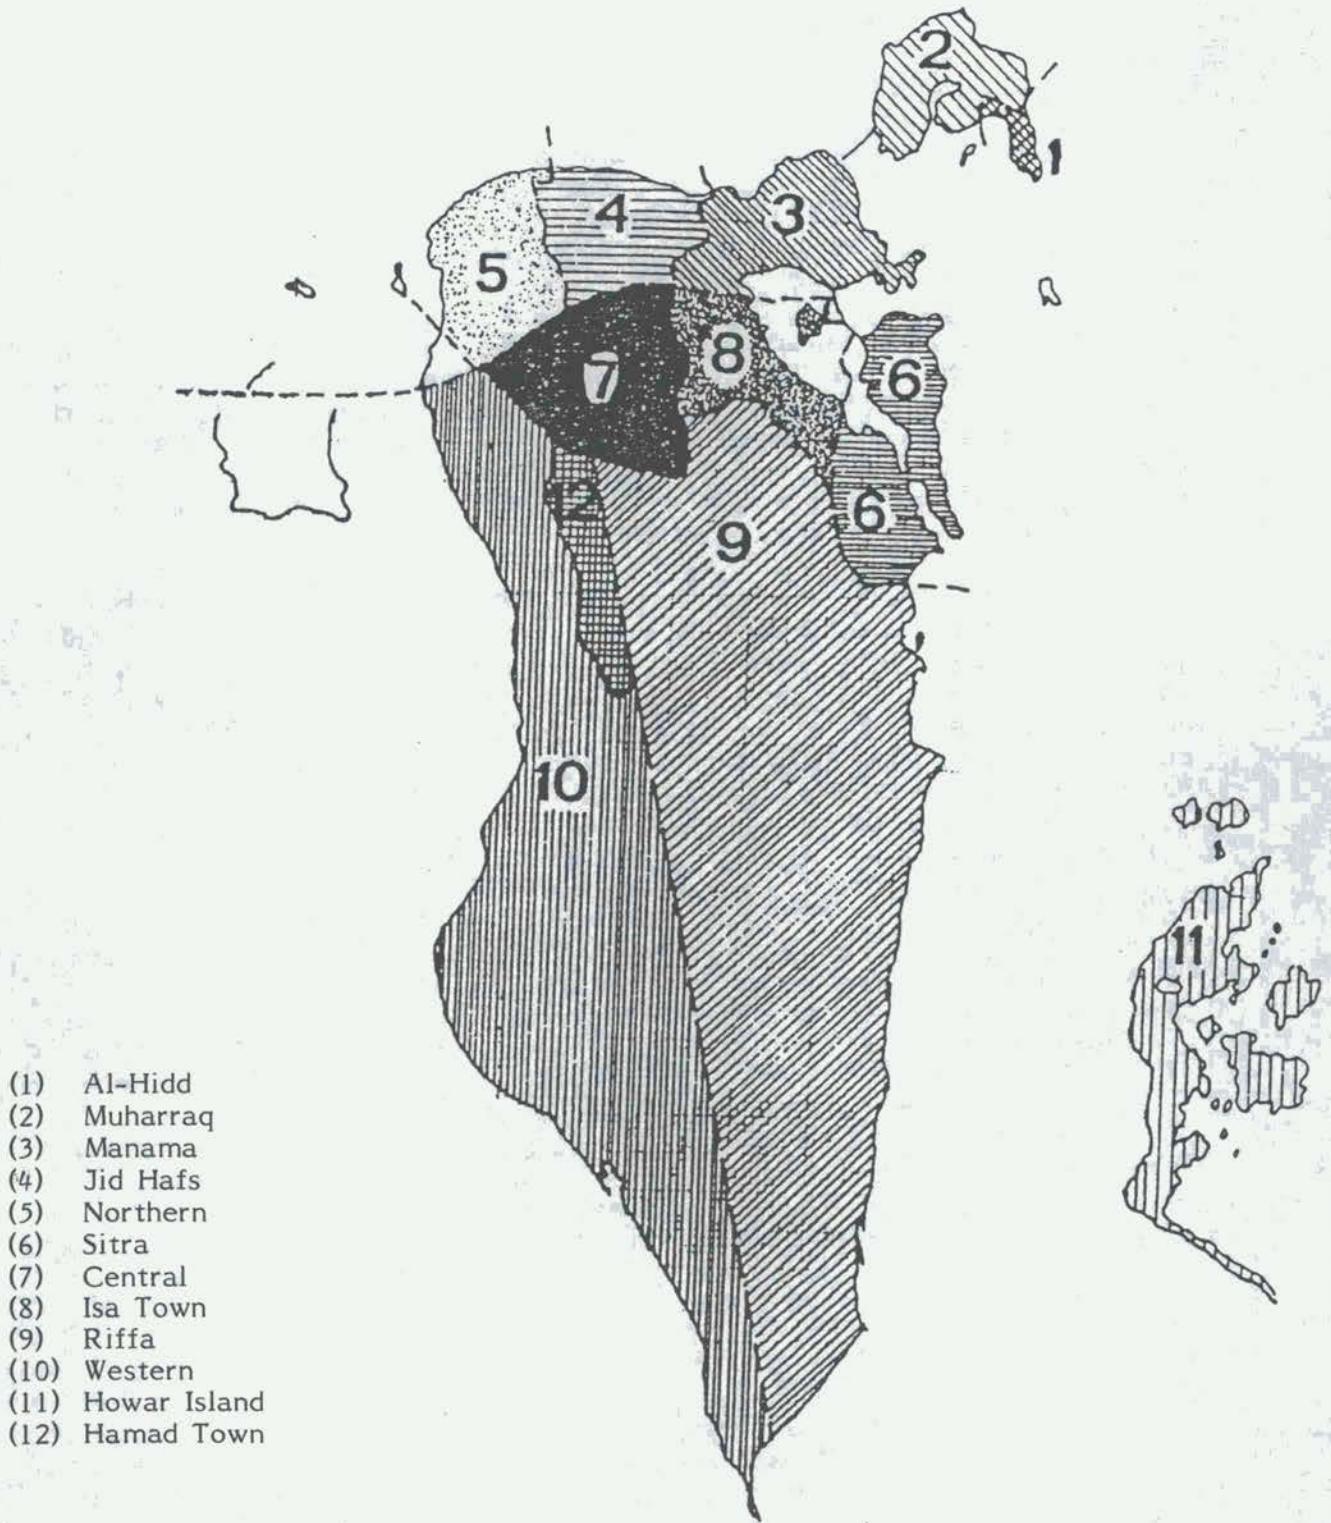 2
1
3
4
5
8
7
6
12
6
9
10
11
P
(1) Al-Hidd
(2) Muharraq
(3) Manama
(4) Jid Hafs
(5) Northern
(6) Sitra
(7) Central
(8) Isa Town
(9) Riffa
(10) Western
(11) Howar Island
(12) Hamad Town